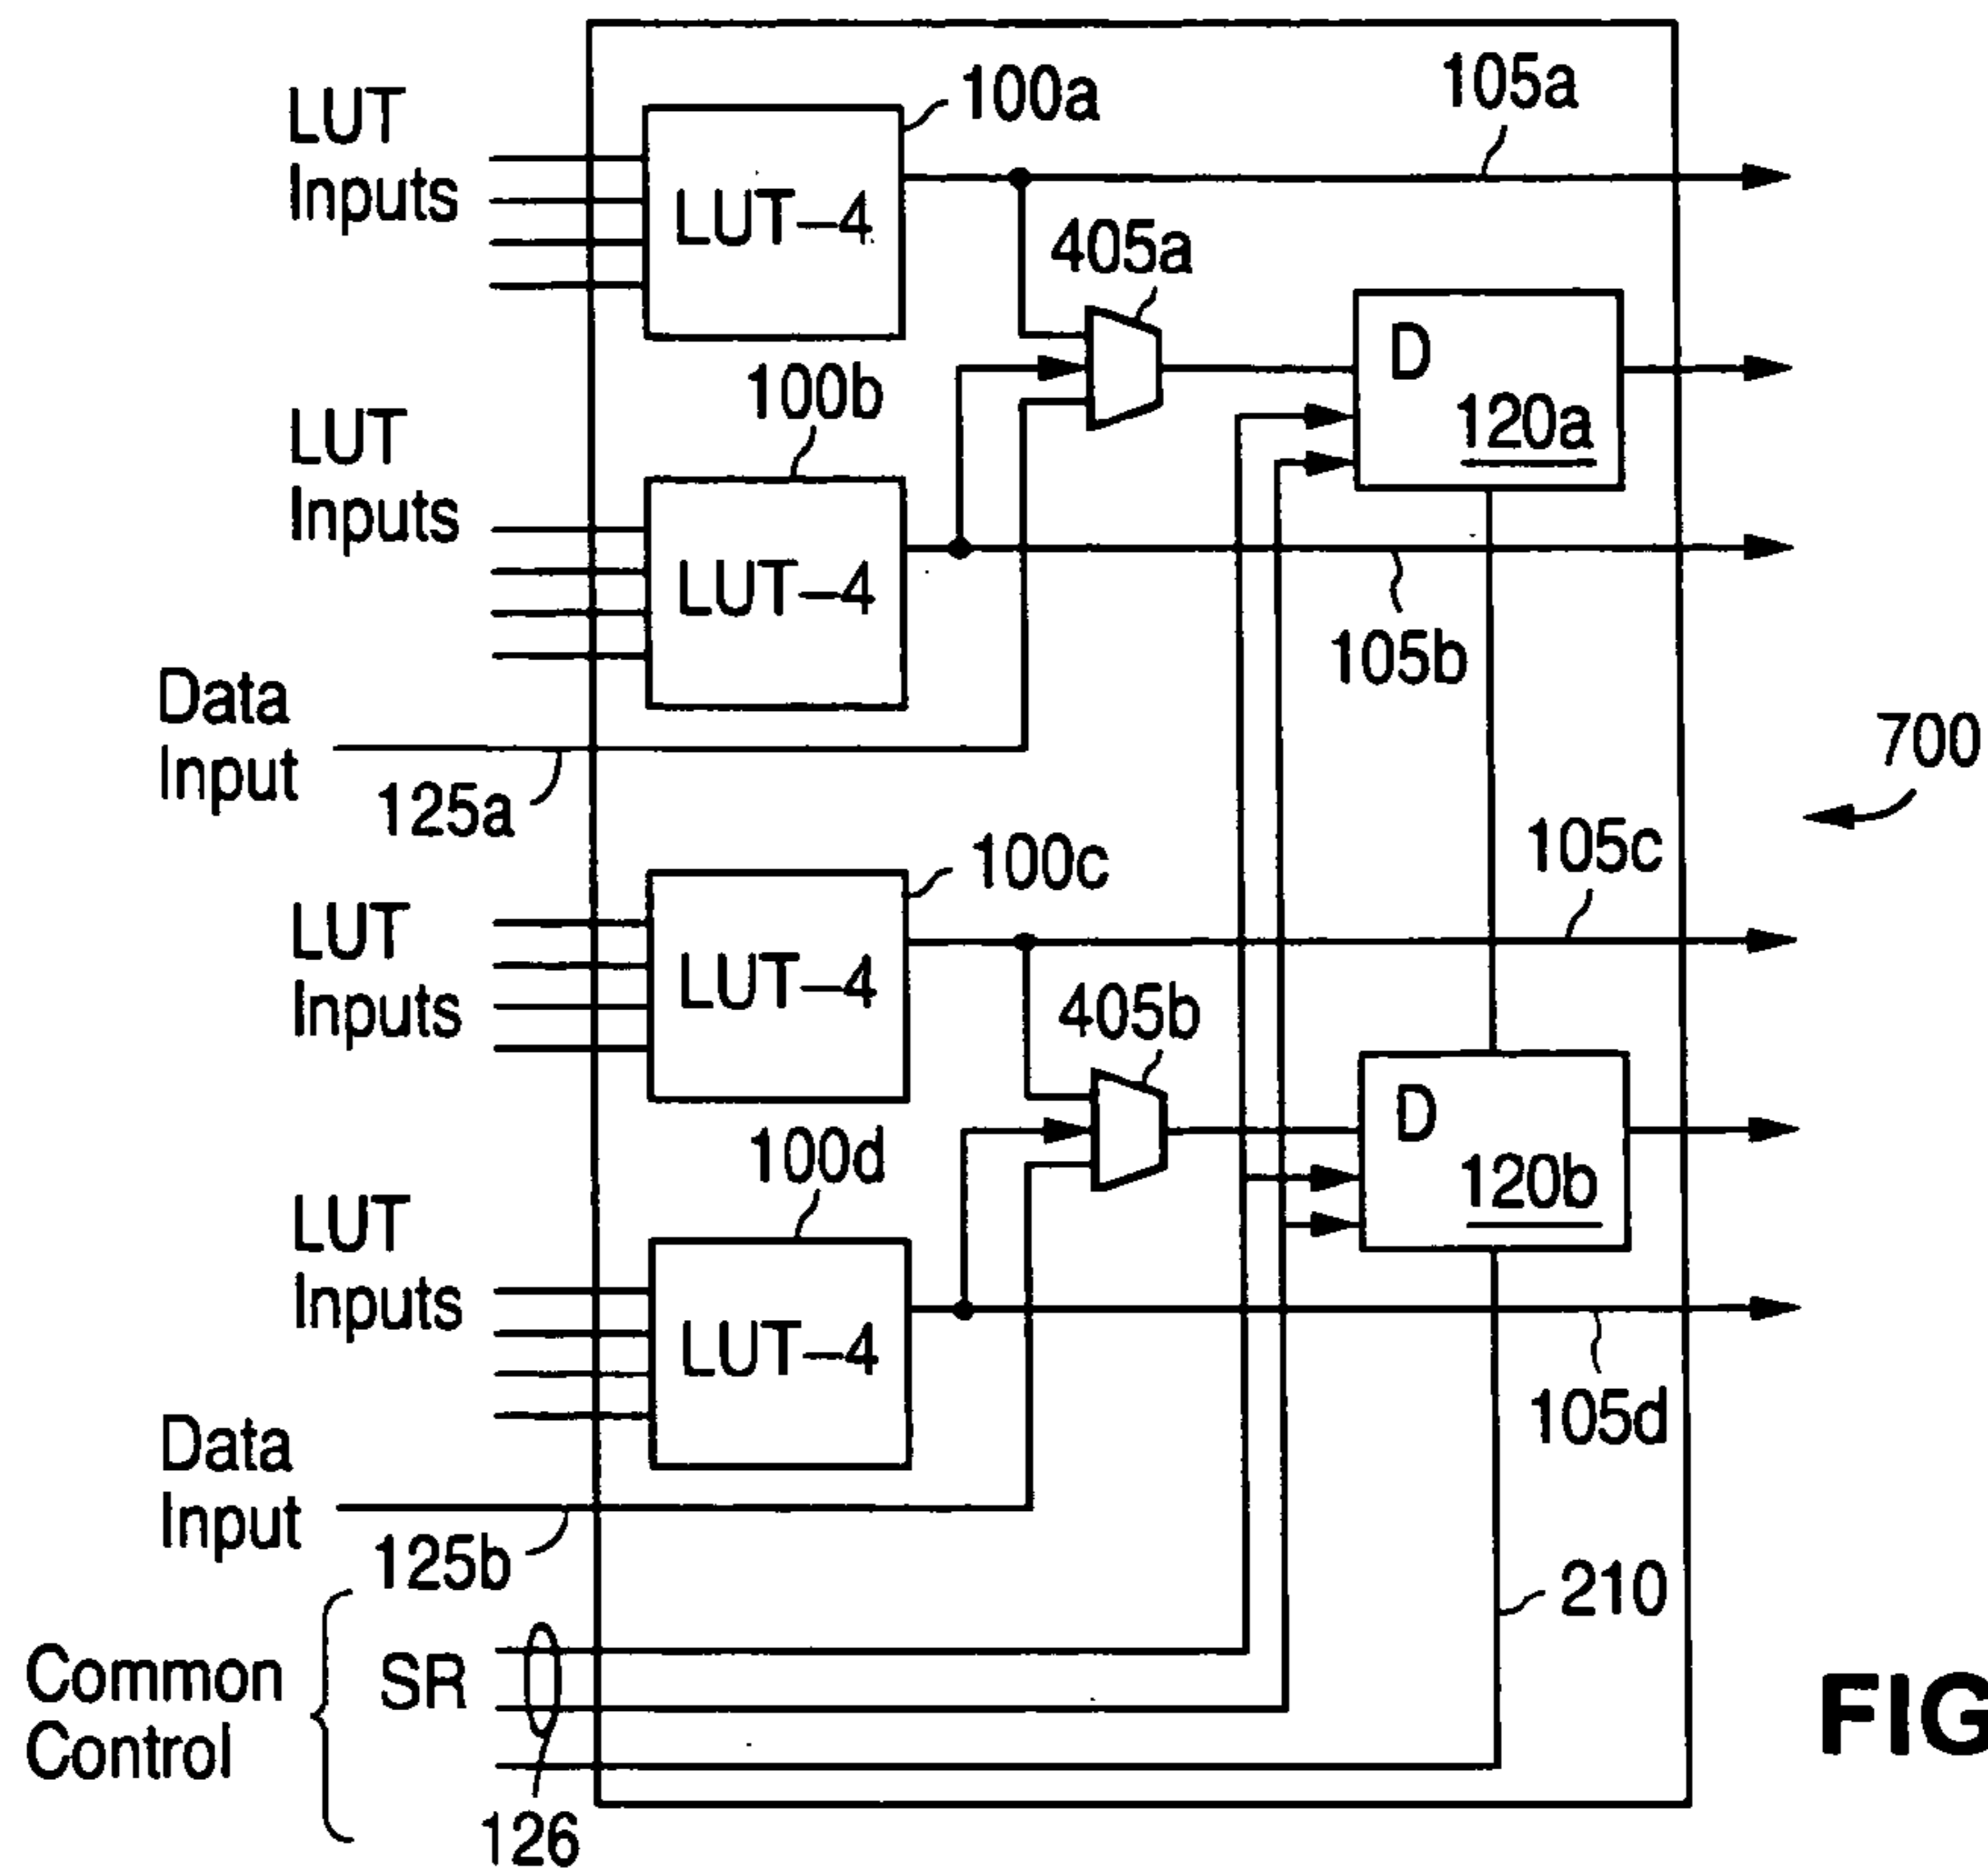 LUT
Inputs
100a
105a
LUT–4
405a
D
120a
LUT
Inputs
100b
LUT–4
105b
Data
Input
125a
700
100c
105c
LUT
Inputs
LUT–4
405b
D
120b
100d
LUT
Inputs
LUT–4
105d
Data
Input
125b
210
Common
Control
SR
126
FIG